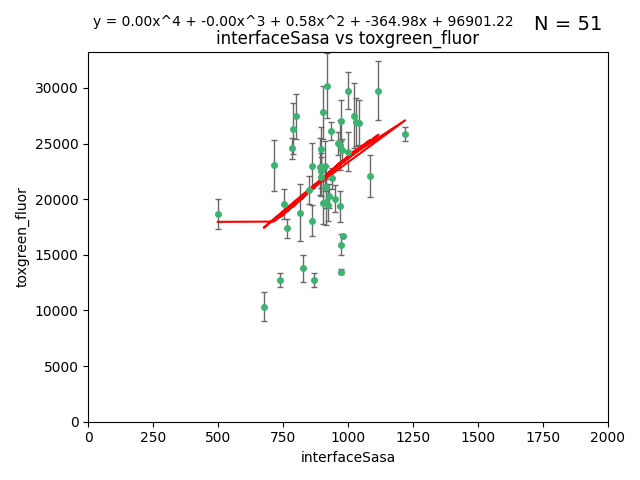 y = 0.00x^4 + -0.00x^3 + 0.58x^2 + -364.98x + 96901.22
N = 51
interfaceSasa vs toxgreen_fluor
30000
25000
20000
15000
10000
5000
0
toxgreen_fluor
0 250 500 750 1000 1250 1500 1750 2000
interfaceSasa